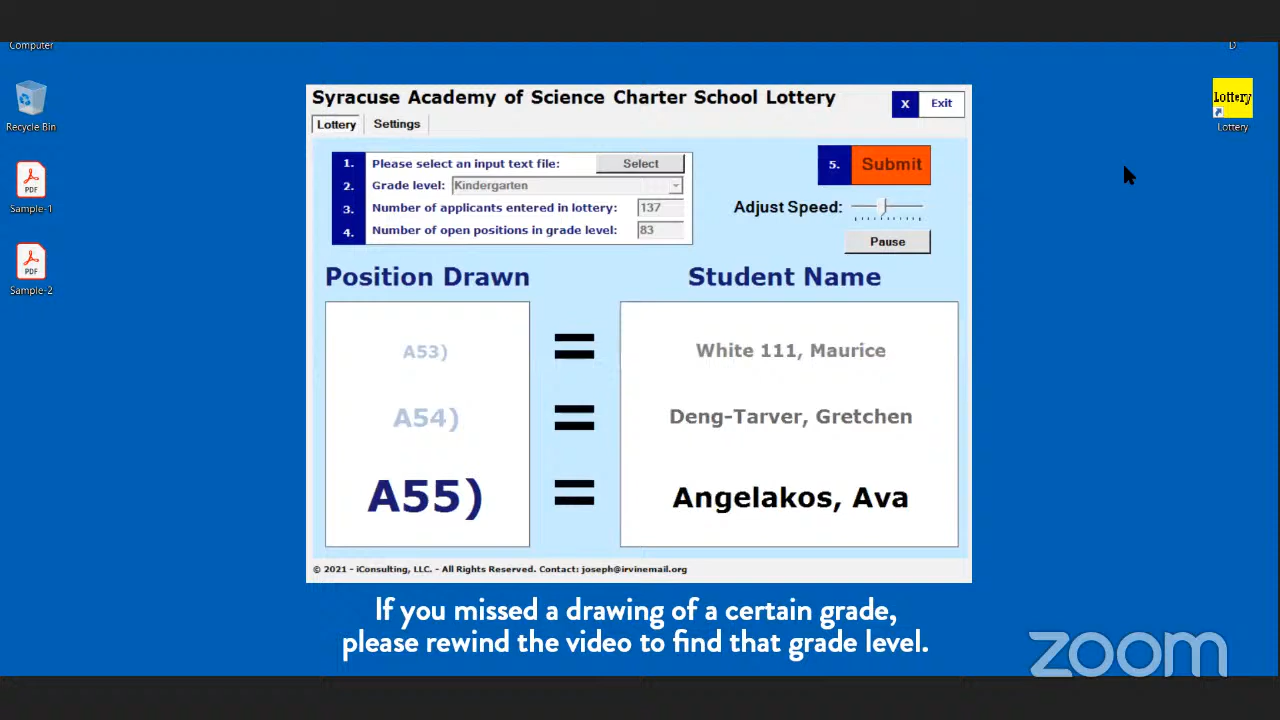 Computer
D
Recycle Bin
Sample-1
Sample-2
Lottery
Lottery
Syracuse Academy of Science Charter School Lottery
X Exit
Lottery Settings
1. Please select an input text file: Select
2. Grade level: Kindergarten
3. Number of applicants entered in lottery: 137
4. Number of open positions in grade level: 83
5. Submit
Adjust Speed:
Pause
Position Drawn Student Name
A53) = White 111, Maurice
A54) = Deng-Tarver, Gretchen
A55) = Angelakos, Ava
© 2021 - iConsulting, LLC. - All Rights Reserved. Contact: joseph@irvinemail.org
If you missed a drawing of a certain grade,
please rewind the video to find that grade level.
zoom
PDF
PDF